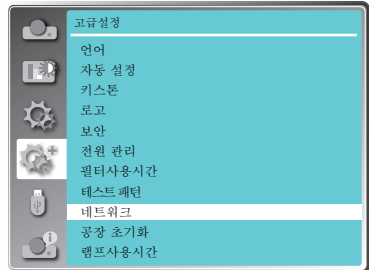 고급설정
언어
자동 설정
키스톤
로고
보안
전원 관리
필터사용시간
테스트 패턴
네트워크
공장 초기화
램프사용시간